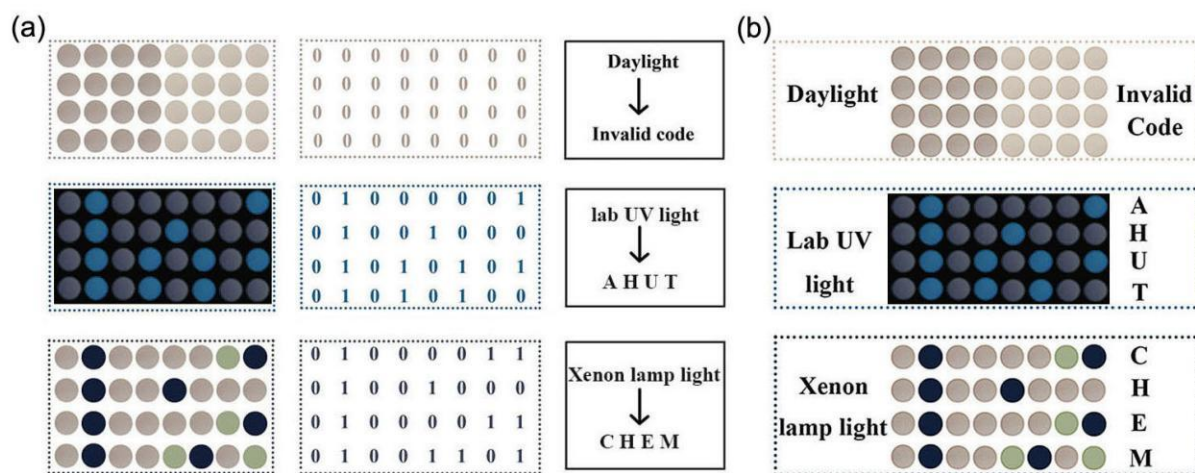 (a)
0 0 0 0 0 0 0 0
0 0 0 0 0 0 0 0
0 0 0 0 0 0 0 0
0 0 0 0 0 0 0 0
Daylight
Invalid code
0 1 0 0 0 0 0 1
0 1 0 0 1 0 0 0
0 1 0 1 0 1 0 1
0 1 0 1 0 1 0 0
lab UV light
A H U T
0 1 0 0 0 0 1 1
0 1 0 0 1 0 0 0
0 1 0 0 0 1 1
0 1 0 0 1 1 0 1
Xenon lamp light
C H E M
(b)
Daylight
Invalid
Code
Lab UV
light
A
H
U
T
Xenon
lamp light
C
H
E
M